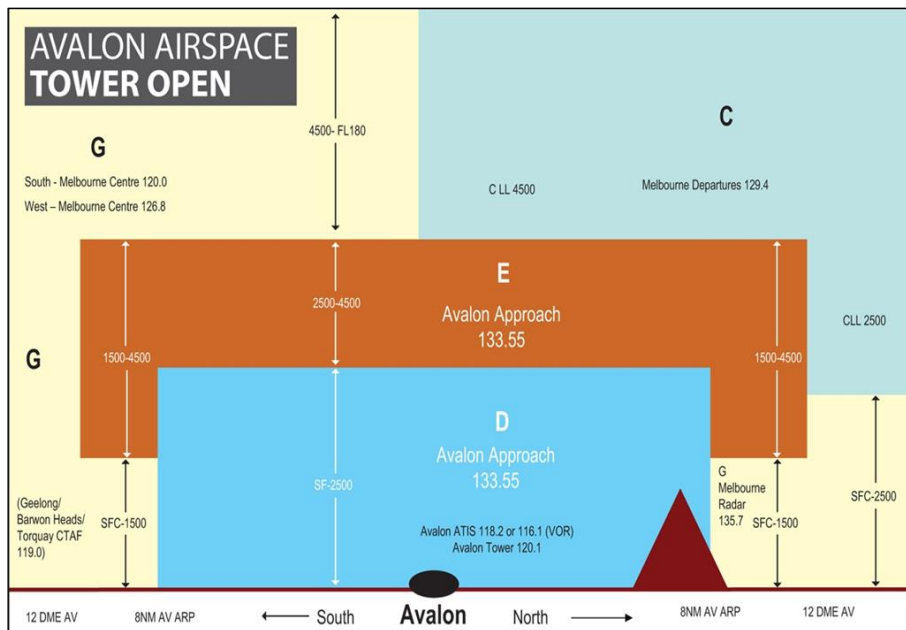 AVALON AIRSPACE
TOWER OPEN
G
South - Melbourne Centre 120.0
West – Melbourne Centre 126.8
4500- FL180
C
C LL 4500
Melbourne Departures 129.4
E
Avalon Approach
133.55
2500-4500
1500-4500
1500-4500
CLL 2500
G
D
Avalon Approach
133.55
SF-2500
Avalon ATIS 118.2 or 116.1 (VOR)
Avalon Tower 120.1
(Geelong/
Barwon Heads/
Torquay CTAF
119.0)
SFC-1500
G
Melbourne
Radar
135.7
SFC-1500
SFC-2500
12 DME AV
8NM AV ARP
South
Avalon
North
8NM AV ARP
12 DME AV